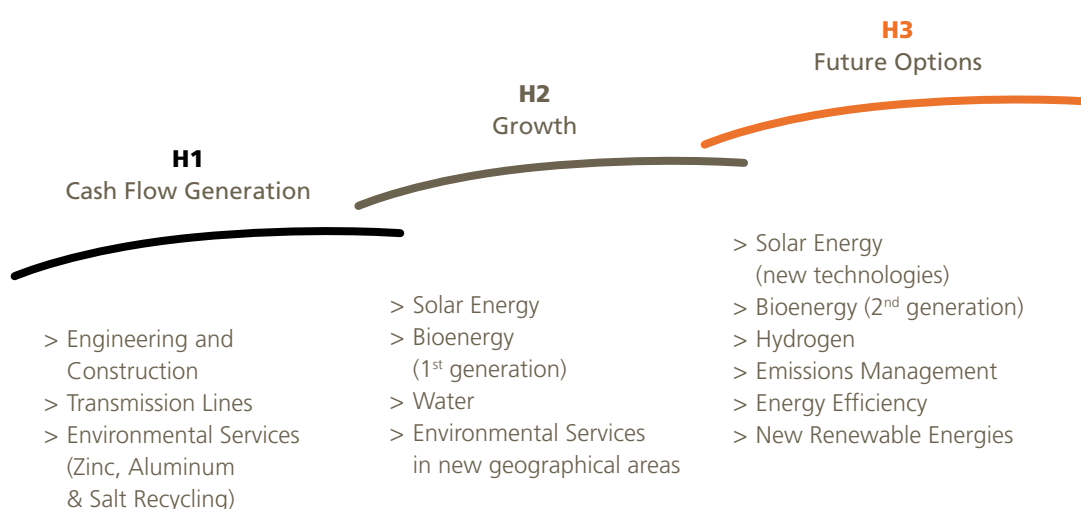 H1
Cash Flow Generation
> Engineering and
Construction
> Transmission Lines
> Environmental Services
(Zinc, Aluminum
& Salt Recycling)
H2
Growth
> Solar Energy
> Bioenergy
(1st generation)
> Water
> Environmental Services
in new geographical areas
H3
Future Options
> Solar Energy
(new technologies)
> Bioenergy (2nd generation)
> Hydrogen
> Emissions Management
> Energy Efficiency
> New Renewable Energies